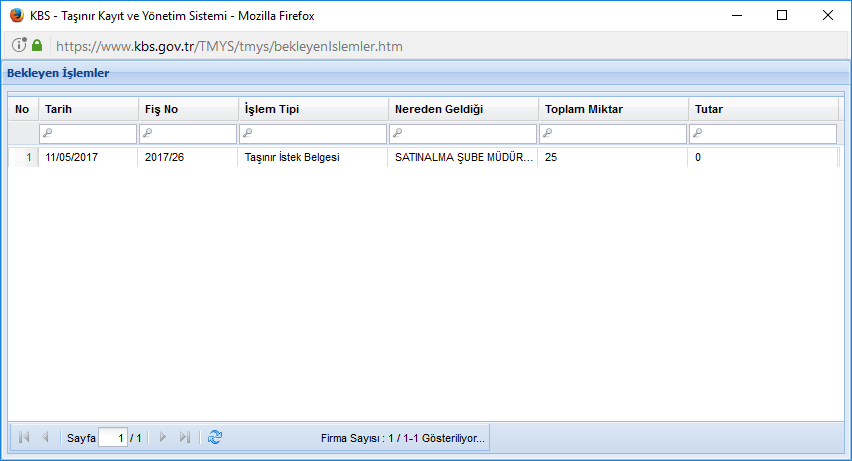 KBS - Taşınır Kayıt ve Yönetim Sistemi - Mozilla Firefox
https://www.kbs.gov.tr/TMYS/tmys/bekleyenIslemler.htm
Bekleyen İşlemler
No Tarih Fiş No İşlem Tipi Nereden Geldiği Toplam Miktar Tutar
1 11/05/2017 2017/26 Taşınır İstek Belgesi SATINALMA ŞUBE MÜDÜR... 25 0
Sayfa 1 / 1 Firma Sayısı : 1 / 1-1 Gösteriliyor...